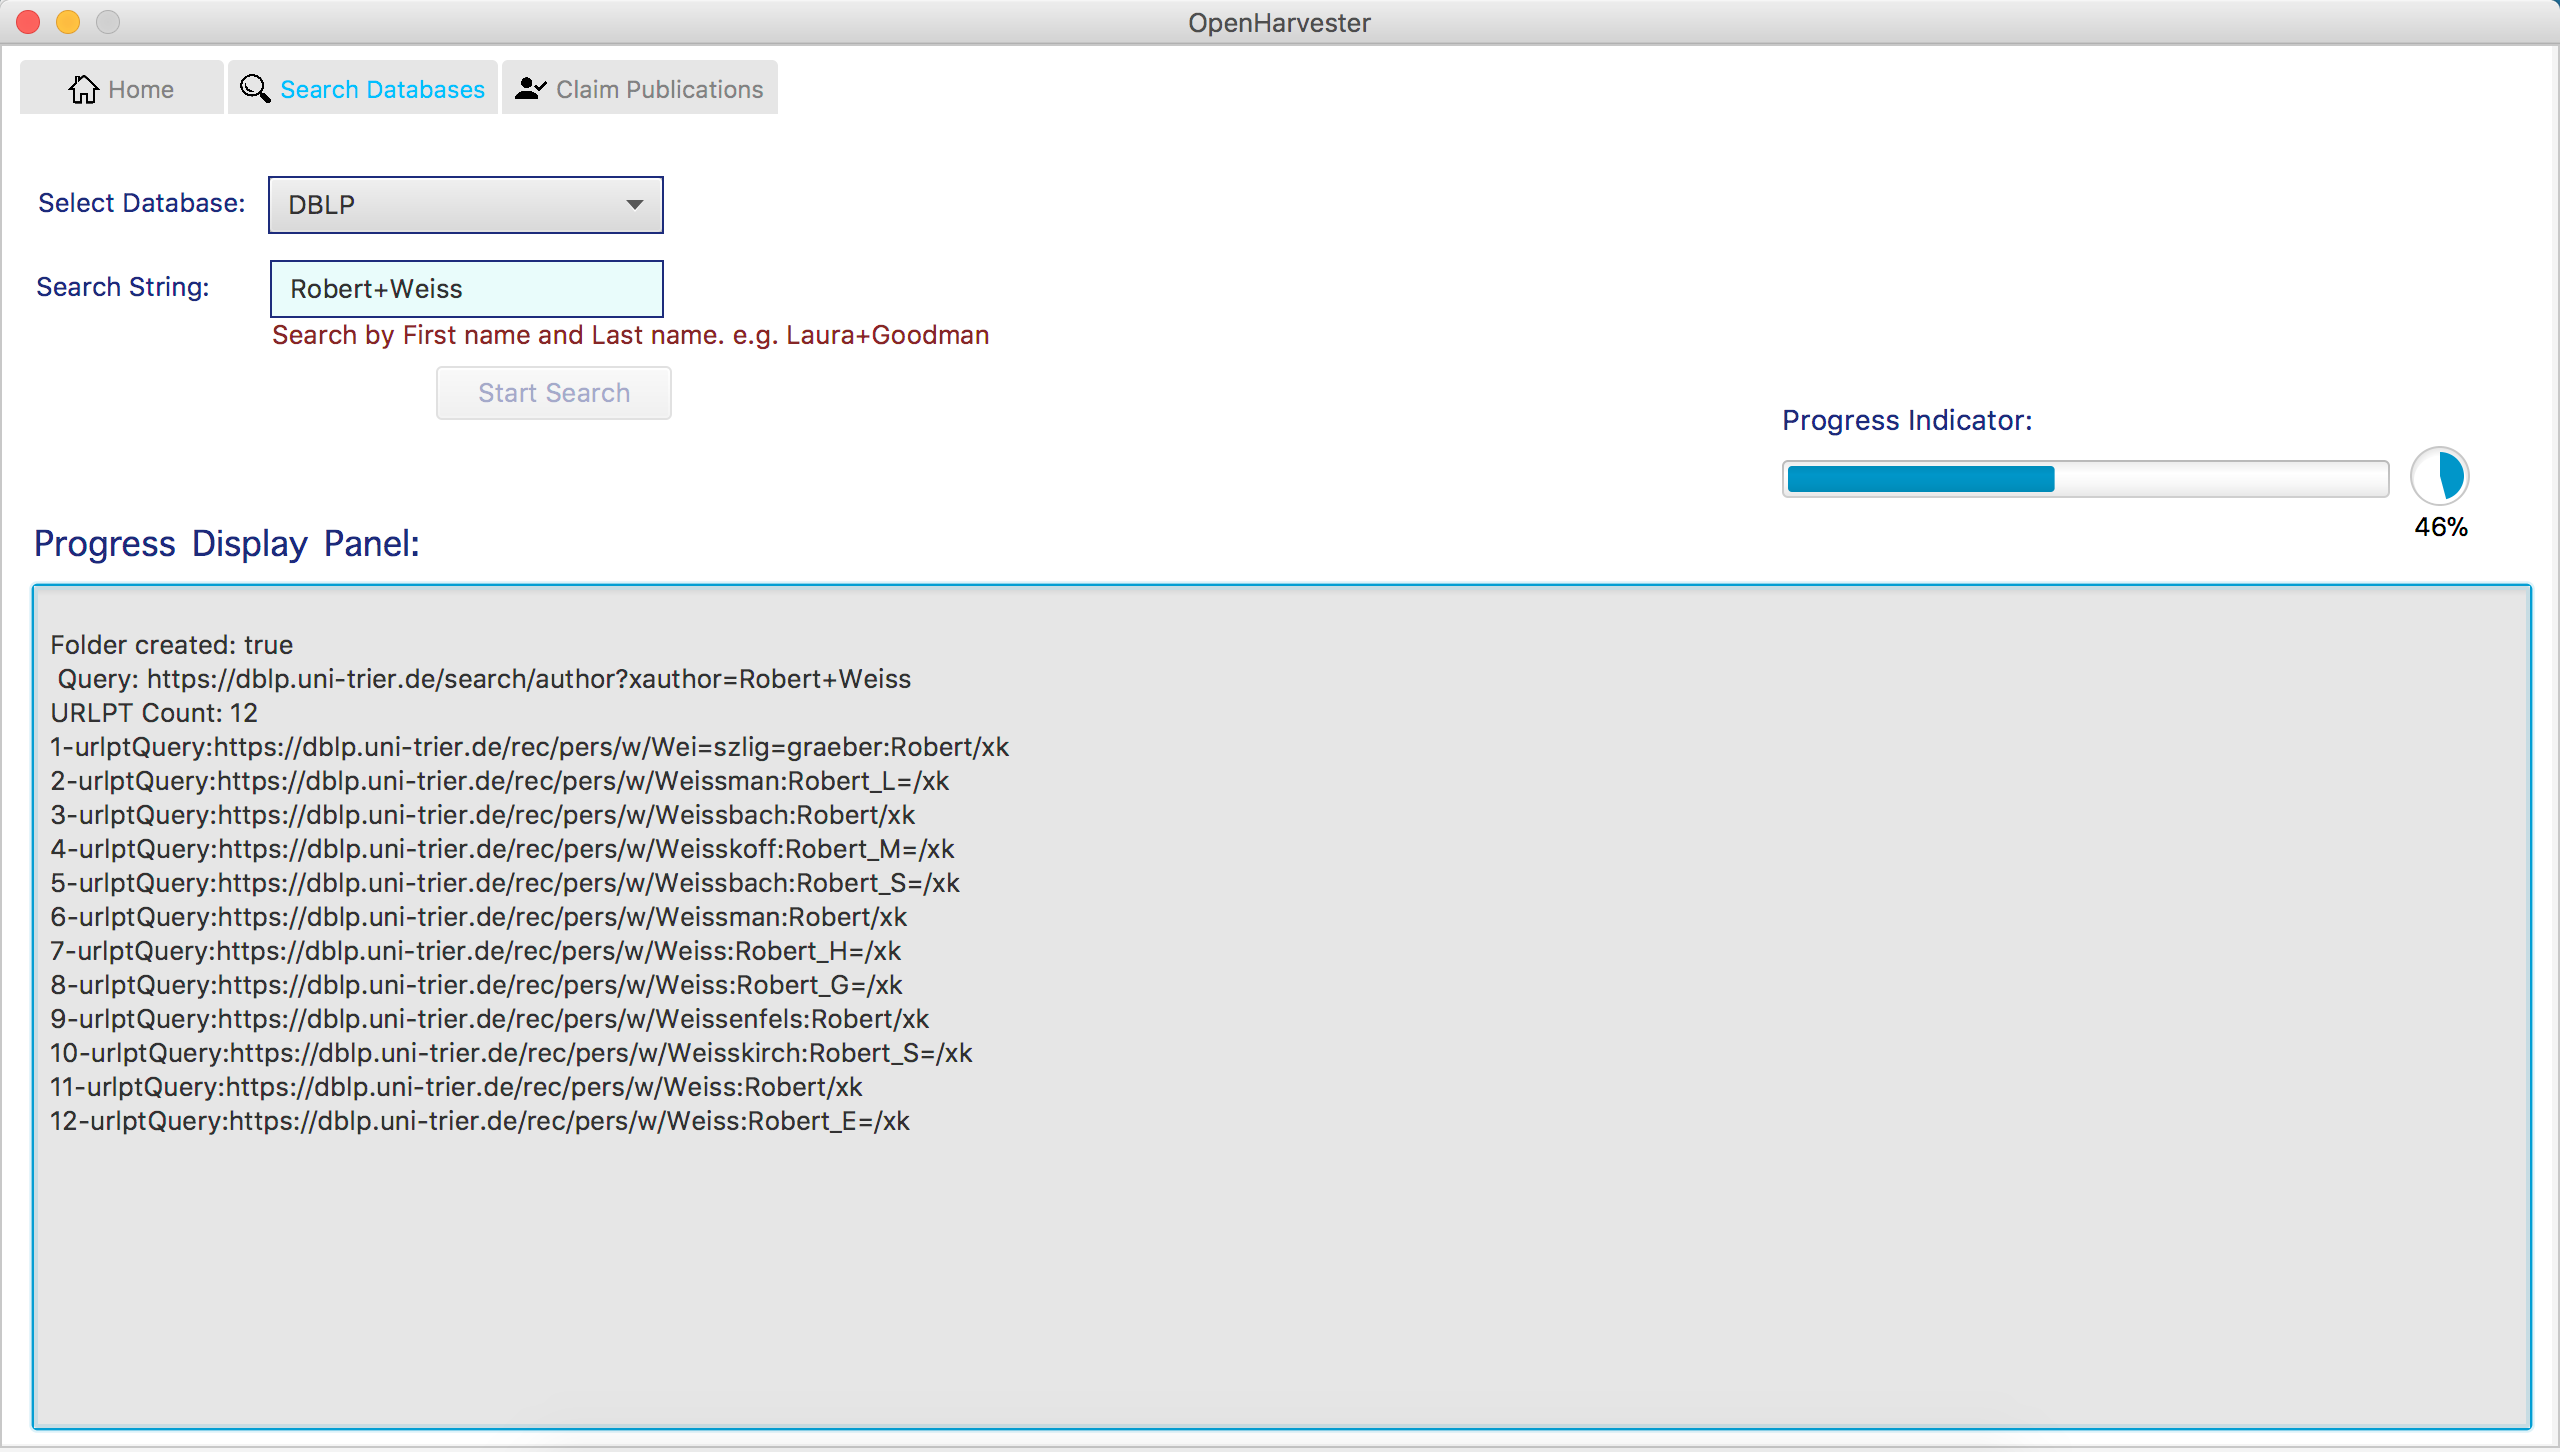 OpenHarvester
Home
Search Databases
Claim Publications
Select Database:
DBLP
Search String:
Robert+Weiss
Search by First name and Last name. e.g. Laura+Goodman
Start Search
Progress Indicator:
46%
Progress Display Panel:
Folder created: true
Query: https://dblp.uni-trier.de/search/author?xauthor=Robert+Weiss
URLPT Count: 12
1-urlptQuery:https://dblp.uni-trier.de/rec/pers/w/Wei=szlig=graeber:Robert/xk
2-urlptQuery:https://dblp.uni-trier.de/rec/pers/w/Weissman:Robert_L=/xk
3-urlptQuery:https://dblp.uni-trier.de/rec/pers/w/Weissbach:Robert/xk
4-urlptQuery:https://dblp.uni-trier.de/rec/pers/w/Weisskoff:Robert_M=/xk
5-urlptQuery:https://dblp.uni-trier.de/rec/pers/w/Weissbach:Robert_S=/xk
6-urlptQuery:https://dblp.uni-trier.de/rec/pers/w/Weissman:Robert/xk
7-urlptQuery:https://dblp.uni-trier.de/rec/pers/w/Weiss:Robert_H=/xk
8-urlptQuery:https://dblp.uni-trier.de/rec/pers/w/Weiss:Robert_G=/xk
9-urlptQuery:https://dblp.uni-trier.de/rec/pers/w/Weissenfels:Robert/xk
10-urlptQuery:https://dblp.uni-trier.de/rec/pers/w/Weisskirch:Robert_S=/xk
11-urlptQuery:https://dblp.uni-trier.de/rec/pers/w/Weiss:Robert/xk
12-urlptQuery:https://dblp.uni-trier.de/rec/pers/w/Weiss:Robert_E=/xk